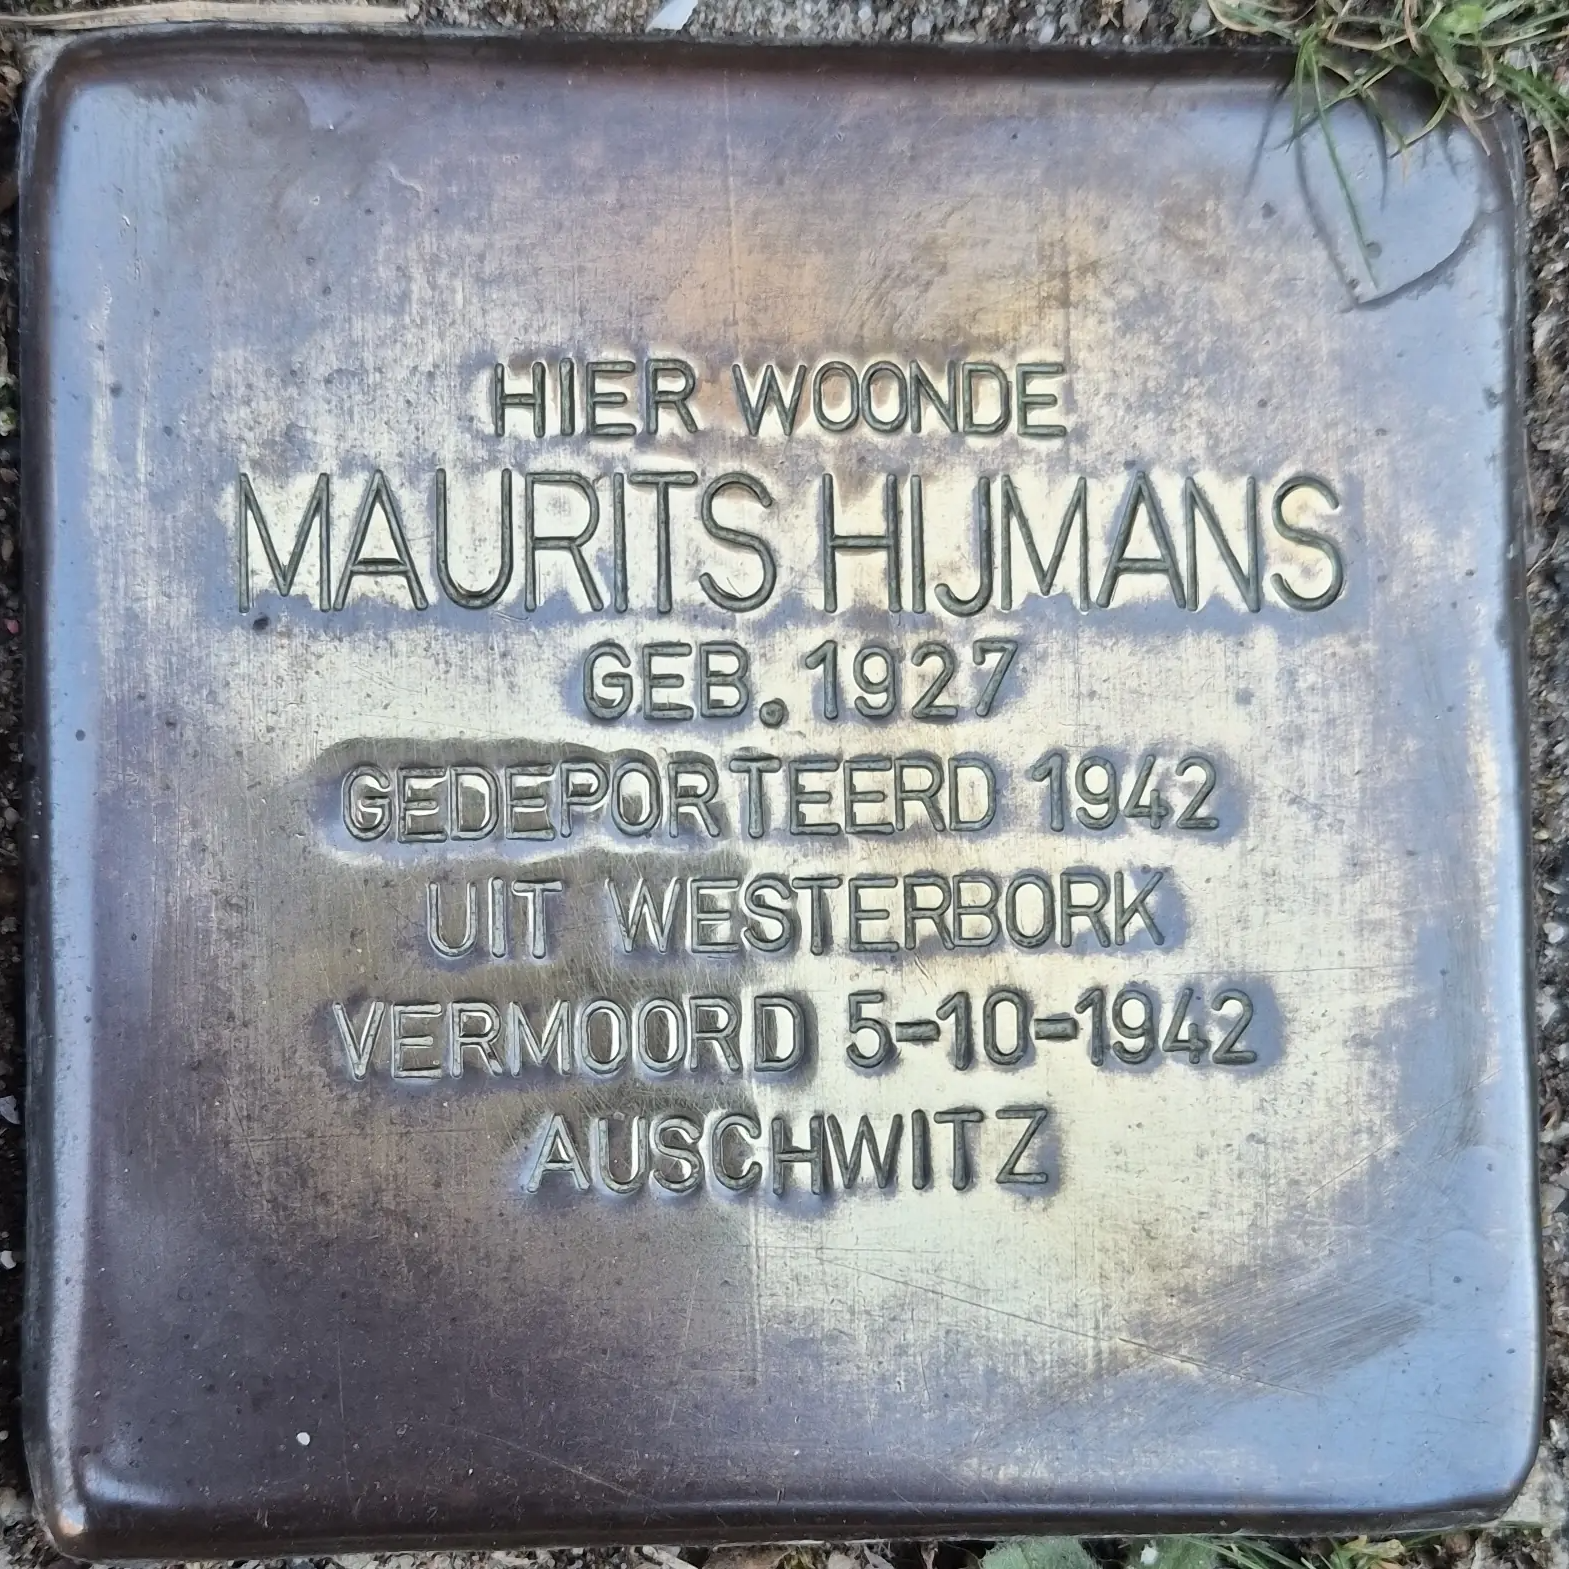 HIER WOONDE
MAURITS HIJMANS
GEB. 1927
GEDEPORTEERD 1942
UIT WESTERBORK
VERMOORD 5-10-1942
AUSCHWITZ